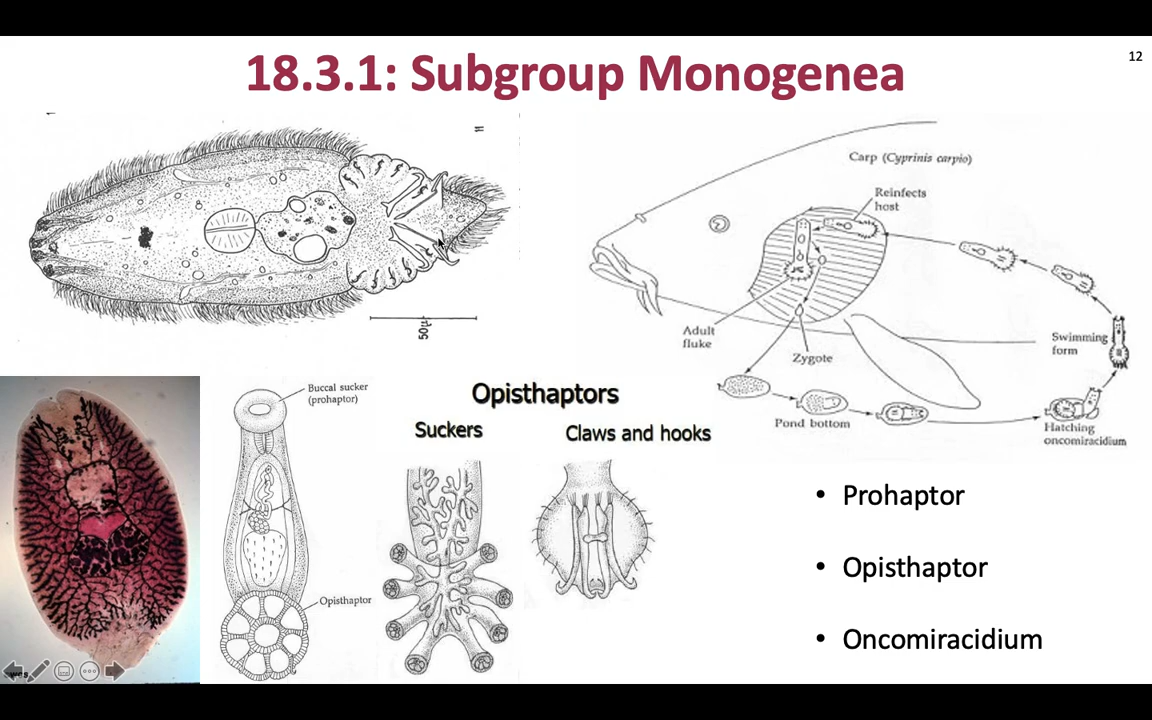 18.3.1: Subgroup Monogenea
12
50μ
Carp (Cyprinis carpio)
Reinfects
host
Adult
fluke
Zygote
Swimming
form
Pond bottom
Hatching
oncomiracidium
Buccal sucker
(prohaptor)
Opisthaptor
Opisthaptors
Suckers
Claws and hooks
• Prohaptor
• Opisthaptor
• Oncomiracidium